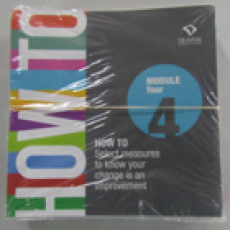 HOW TO
MODULE
four
4
HOW TO
Select measures
to know your
change is an
improvement